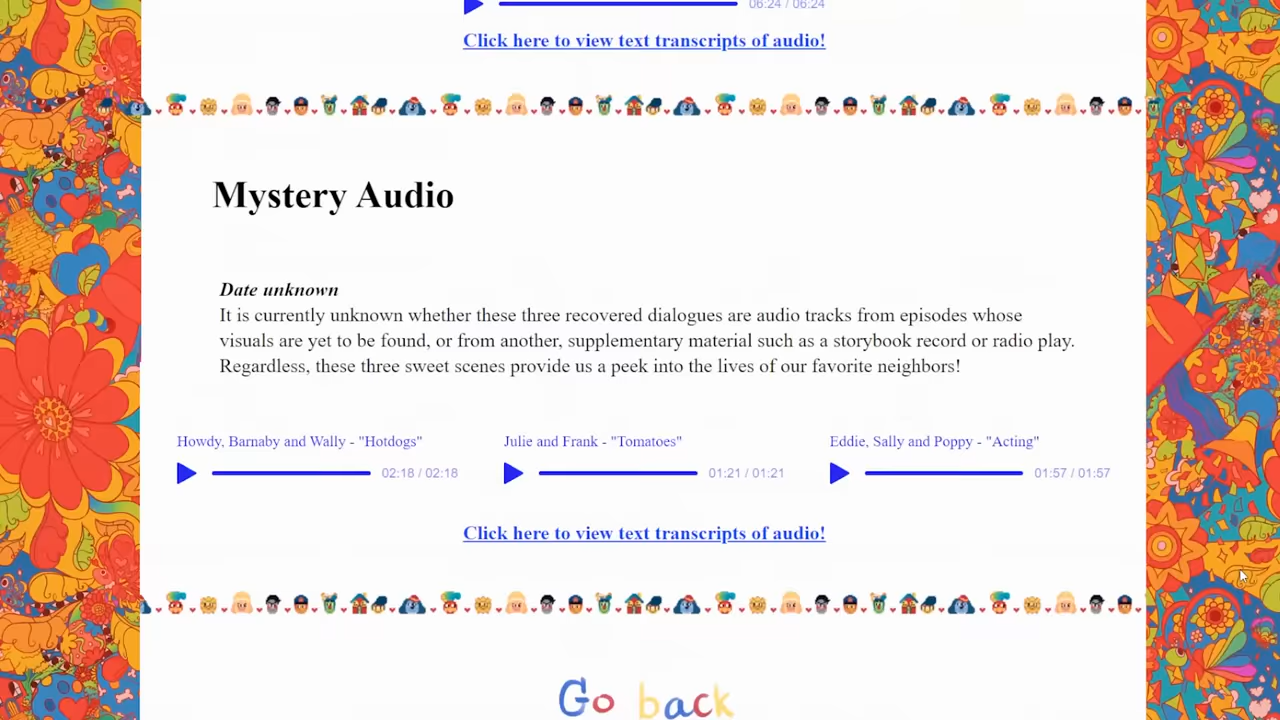 06:24 / 06:24
Click here to view text transcripts of audio!
Mystery Audio
Date unknown
It is currently unknown whether these three recovered dialogues are audio tracks from episodes whose
visuals are yet to be found, or from another, supplementary material such as a storybook record or radio play.
Regardless, these three sweet scenes provide us a peek into the lives of our favorite neighbors!
Howdy, Barnaby and Wally - "Hotdogs"
02:18 / 02:18
Julie and Frank - "Tomatoes"
01:21 / 01:21
Eddie, Sally and Poppy - "Acting"
01:57 / 01:57
Click here to view text transcripts of audio!
Go back